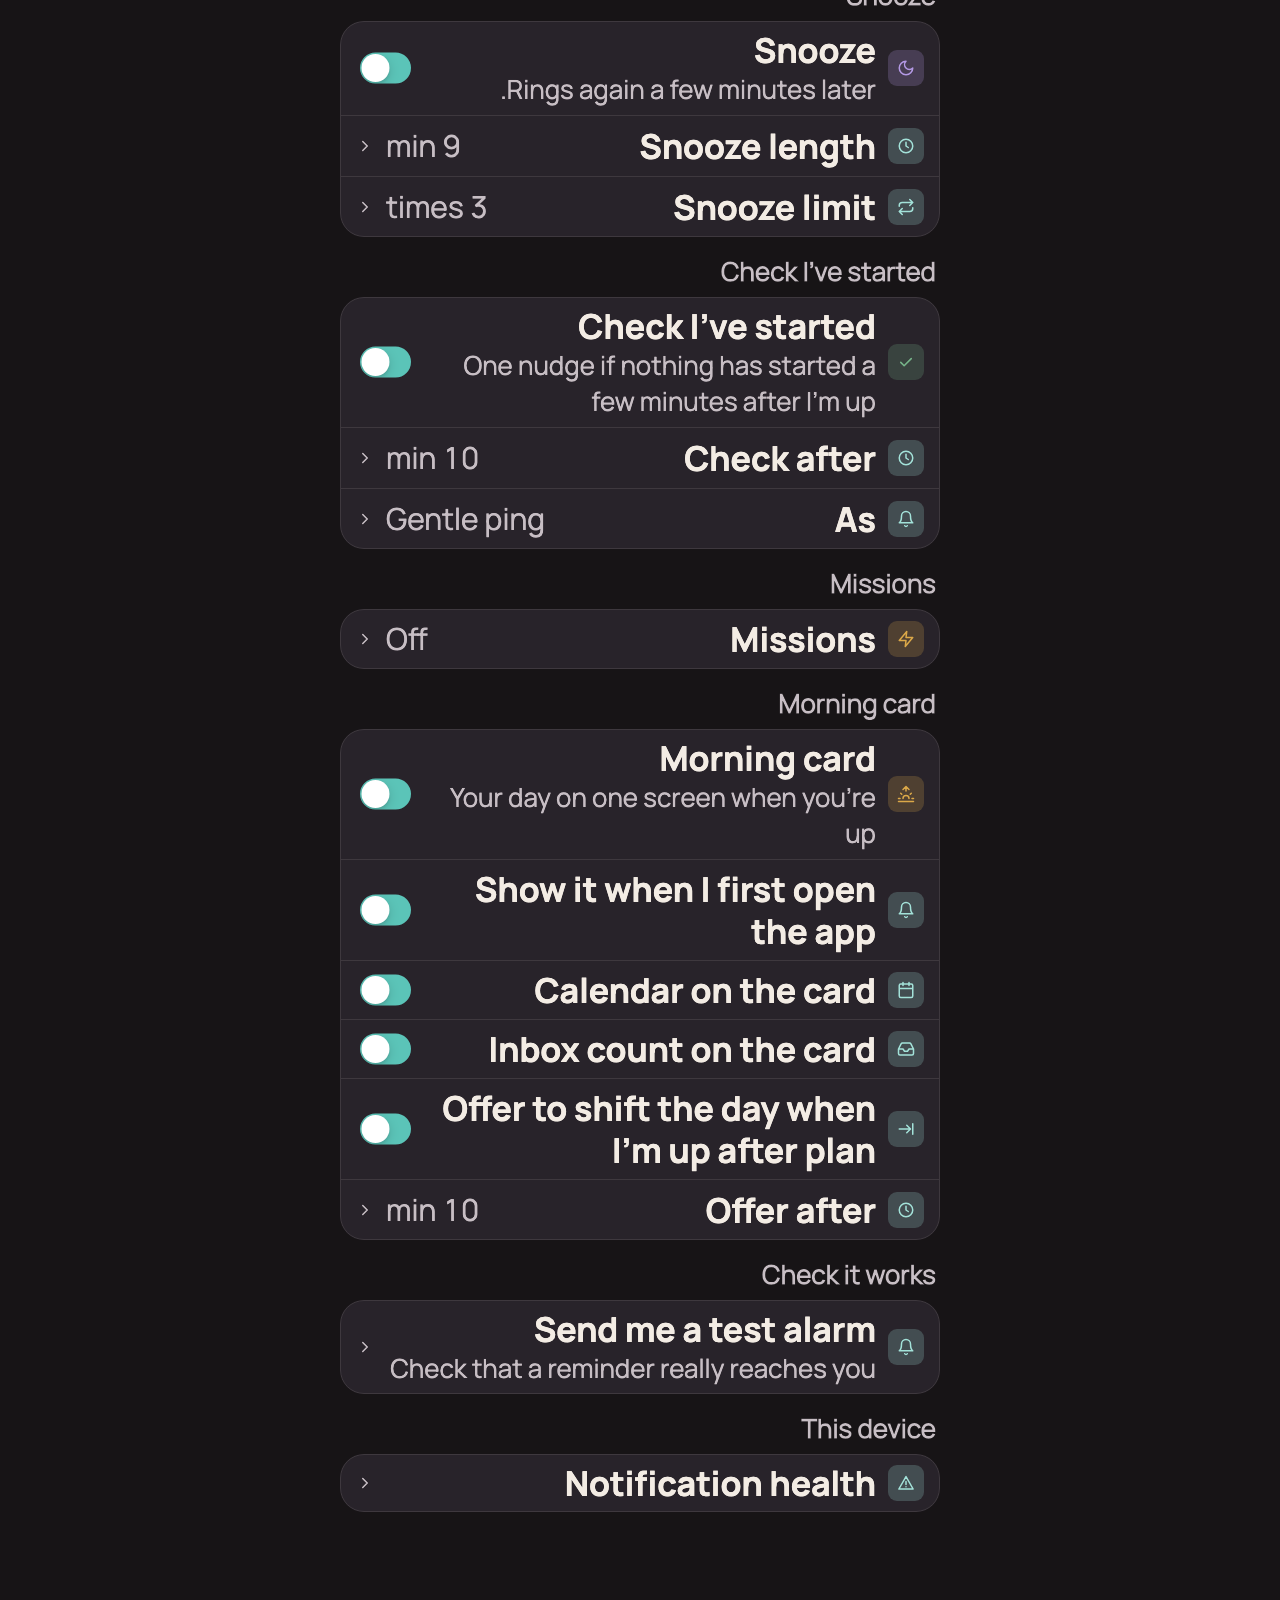 Snooze
Snooze
.Rings again a few minutes later
Snooze length
min 9
Snooze limit
times 3
Check I've started
Check I've started
One nudge if nothing has started a
few minutes after I'm up
Check after
min 10
As
Gentle ping
Missions
Missions
Off
Morning card
Morning card
Your day on one screen when you're
up
Show it when I first open
the app
Calendar on the card
Inbox count on the card
Offer to shift the day when
I'm up after plan
Offer after
min 10
Check it works
Send me a test alarm
Check that a reminder really reaches you
This device
Notification health